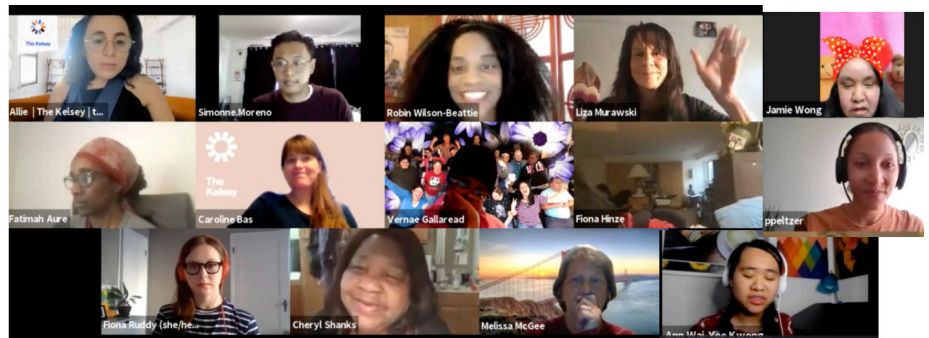 The Kelsey
Allie | The Kelsey | t...
Simonne Moreno
Robin Wilson-Beattie
Liza Murawski
Jamie Wong
Fatimah Aure
The
Kelsey
Caroline Bas
Vernae Gallaread
Fiona Hinze
ppeltzer
Fiona Ruddy (she/he...
Cheryl Shanks
Melissa McGee
Ann Wai-Yee Kwong